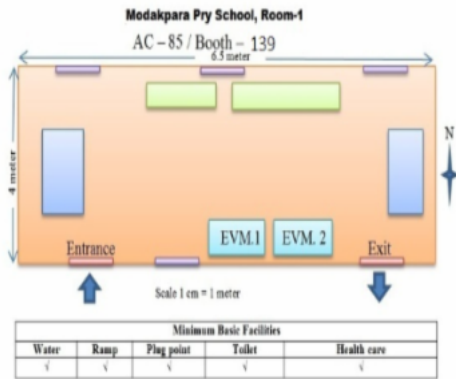 Modakpara Pry School, Room-1
AC – 85 / Booth – 139
6.5 meter
4 meter
N
EVM.1 EVM. 2
Entrance Exit
Scale 1 cm = 1 meter
Minimum Basic Facilities
Water Ramp Plug point Toilet Health care
√ √ √ √ √